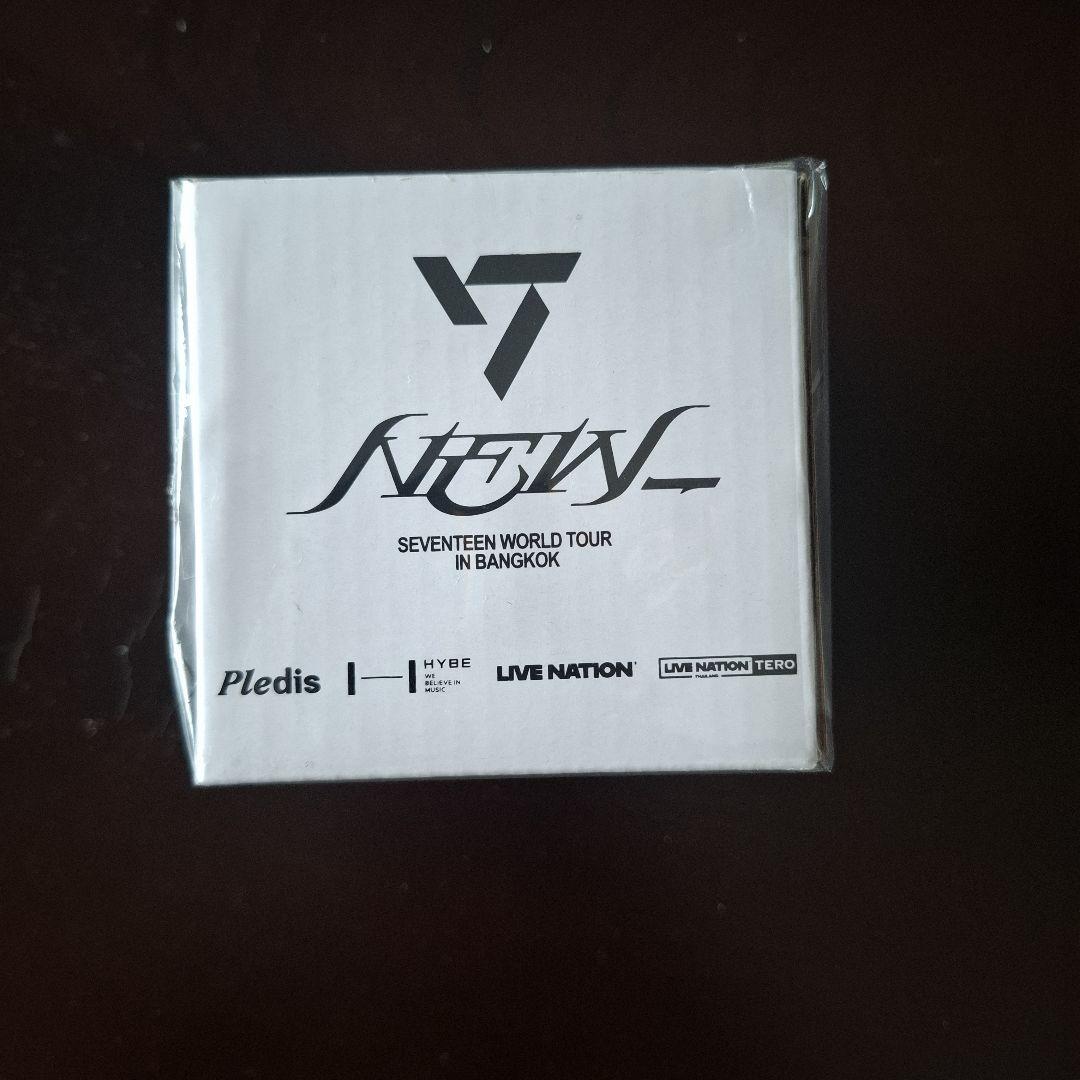 NEW_
SEVENTEEN WORLD TOUR
IN BANGKOK
Pledis
HYBE
WE
BELIEVE IN
MUSIC
LIVE NATION
LIVE NATION TERO
THAILAND